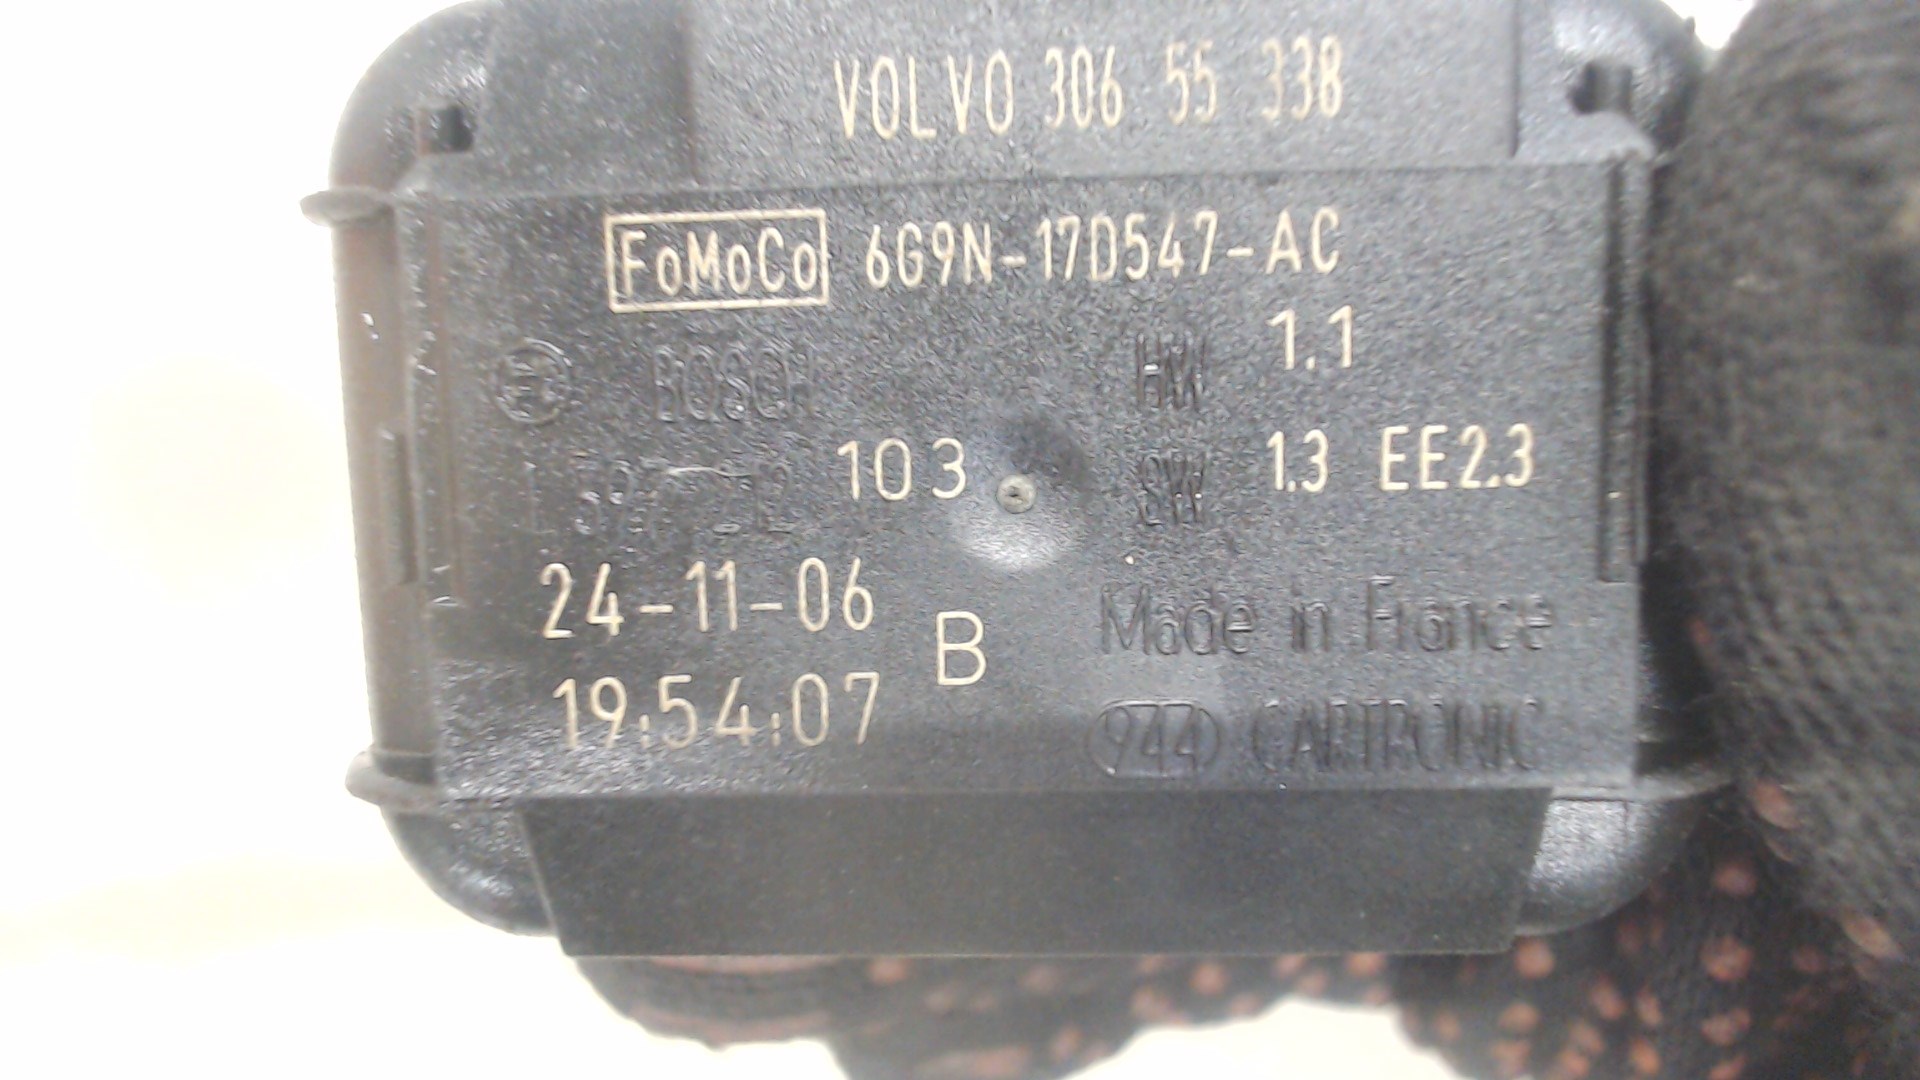 VOLVO 306 55 338
FoMoCo 6G9N-17D547-AC
BOSCH HW 1.1
103 SW 1.3 EE2.3
24-11-06 B Made in France
19:54:07 944 CARTRONIC